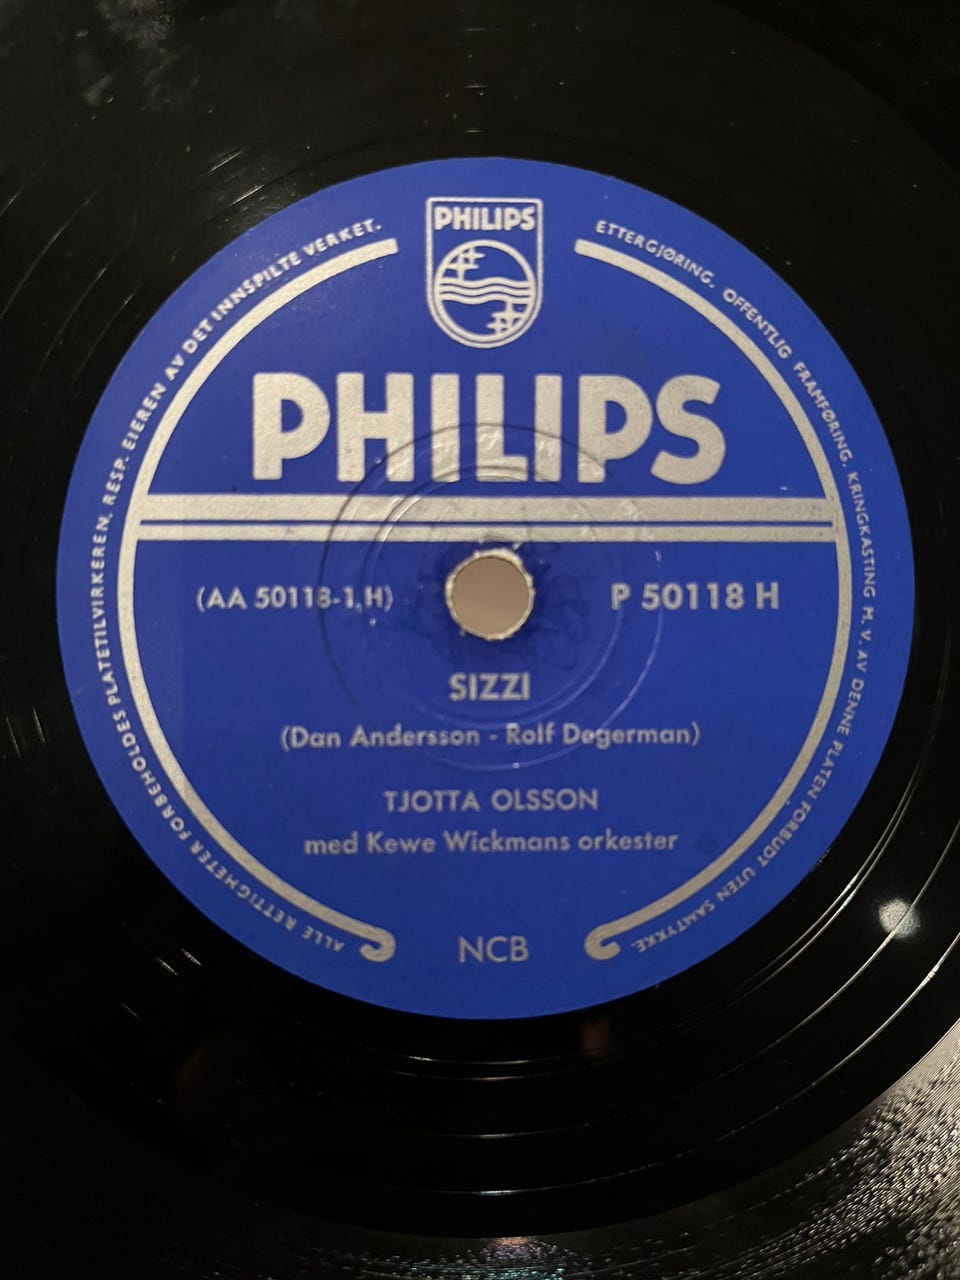 PHILIPS
PHILIPS
(AA 50118-1 H)
P 50118 H
SIZZI
(Dan Andersson - Rolf Degerman)
TJOTTA OLSSON
med Kewe Wickmans orkester
NCB
ALLE RETTIGHETER FORBEHOLDES PLATETILVIRKEREN, RESP. EIEREN AV DET INNSPILTE VERKET.
ETTERGJØRING, OFFENTLIG FRAMFØRING, KRINGKASTING M.V. AV DENNE PLATEN FORBUDT UTEN SAMTYKKE.